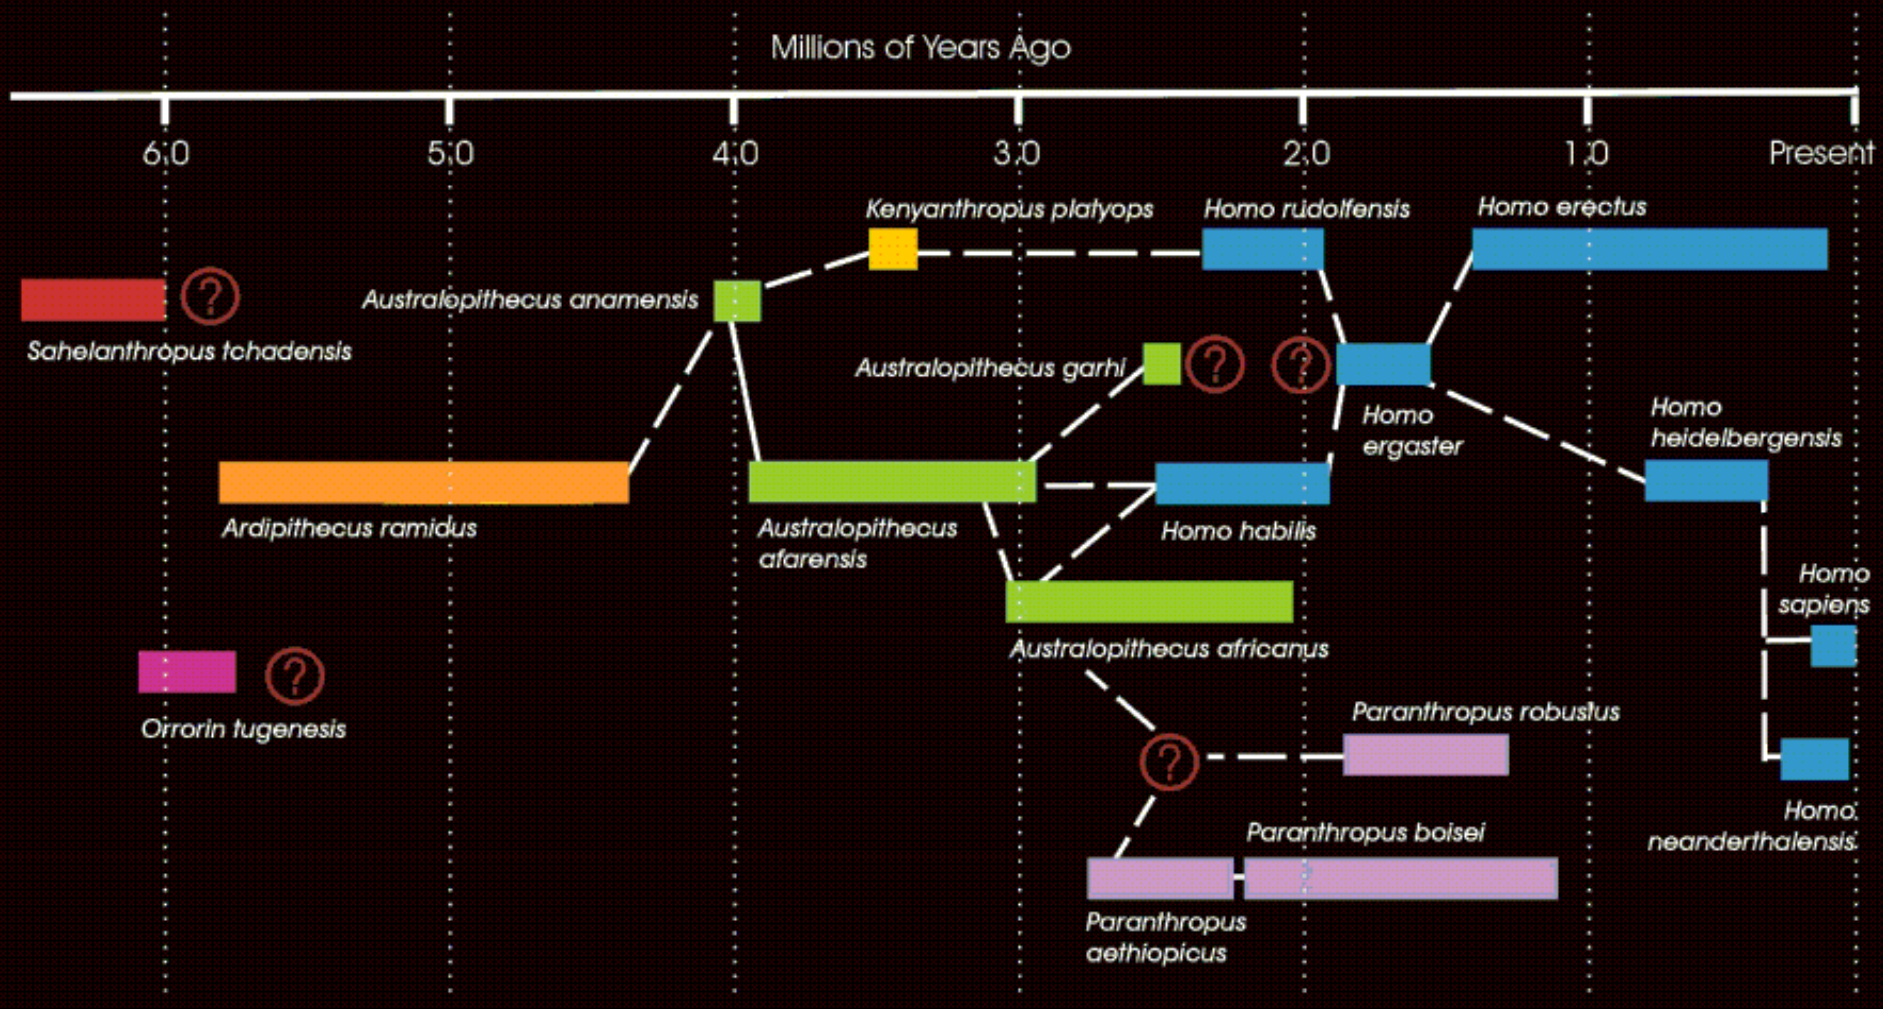 Millions of Years Ago
6.0 5.0 4.0 3.0 2.0 1.0 Present
Kenyanthropus platyops
Homo rudolfensis
Homo erectus
Australopithecus anamensis
?
Sahelanthropus tchadensis
Australopithecus garhi
?
?
Homo
ergaster
Homo
heidelbergensis
Ardipithecus ramidus
Australopithecus
afarensis
Homo habilis
Homo
sapiens
Australopithecus africanus
?
Orrorin tugenesis
Paranthropus robustus
?
Paranthropus boisei
Homo
neanderthalensis
Paranthropus
aethiopicus